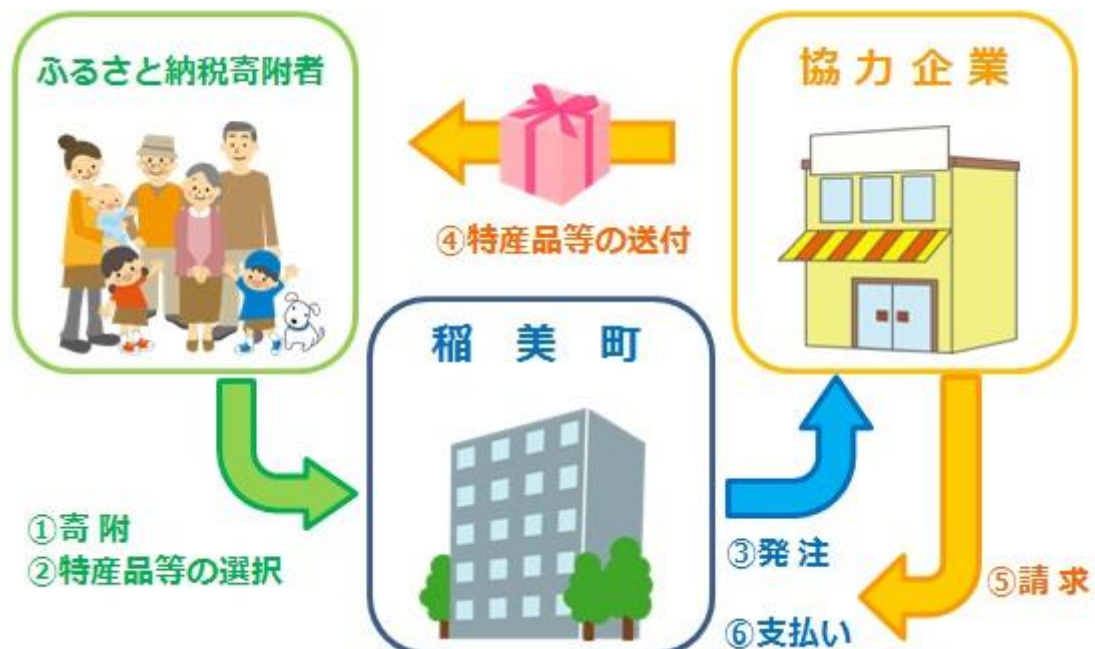 ふるさと納税寄附者
協力企業
④特産品等の送付
稲美町
①寄附
②特産品等の選択
③発注
⑤請求
⑥支払い